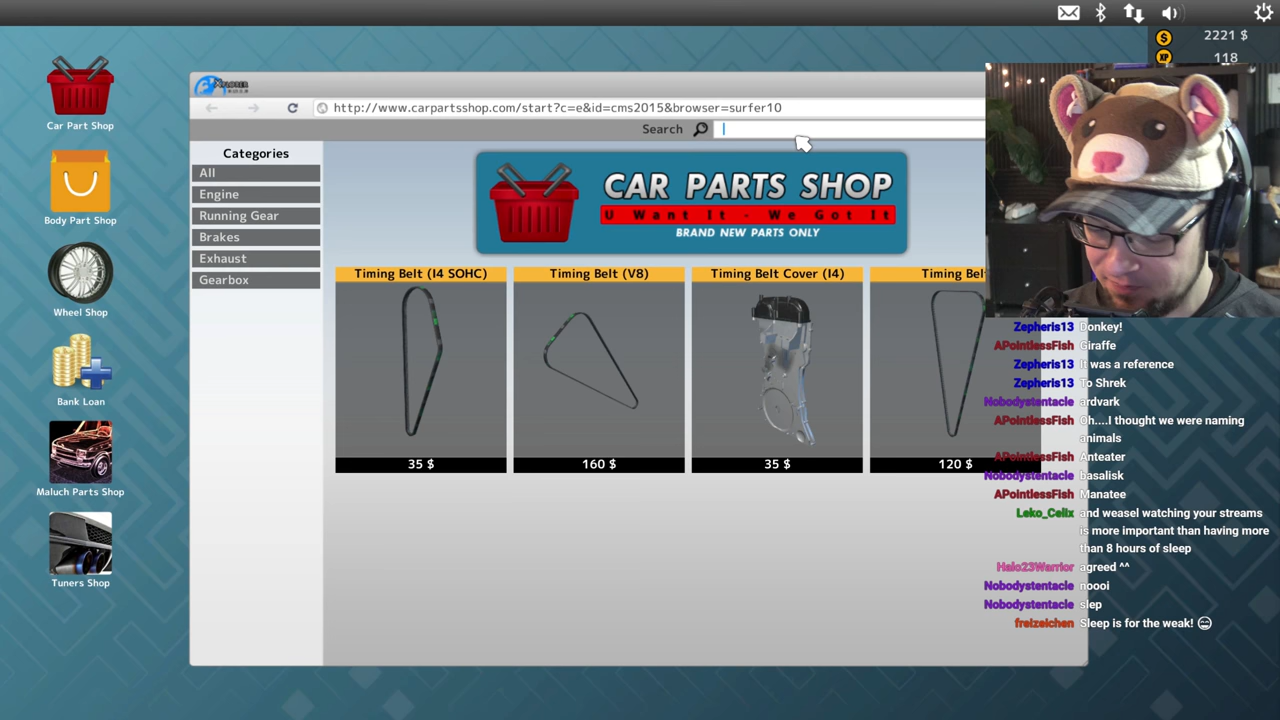 2221 $
118
XP
Car Part Shop
Body Part Shop
Wheel Shop
Bank Loan
Maluch Parts Shop
Tuners Shop
http://www.carpartsshop.com/start?c=e&id=cms2015&browser=surfer10
Search
Categories
All
Engine
Running Gear
Brakes
Exhaust
Gearbox
CAR PARTS SHOP
U Want It - We Got It
BRAND NEW PARTS ONLY
Timing Belt (I4 SOHC)
35 $
Timing Belt (V8)
160 $
Timing Belt Cover (I4)
35 $
Timing Bel
120 $
Zepheris13 Donkey!
APointlessFish Giraffe
Zepheris13 It was a reference
Zepheris13 To Shrek
Nobodystentacle ardvark
APointlessFish Oh....I thought we were naming
animals
APointlessFish Anteater
Nobodystentacle basalisk
APointlessFish Manatee
Leko_Celix and weasel watching your streams
is more important than having more
than 8 hours of sleep
Halo23Warrior agreed ^^
Nobodystentacle noooi
Nobodystentacle slep
freizeichen Sleep is for the weak! 😄